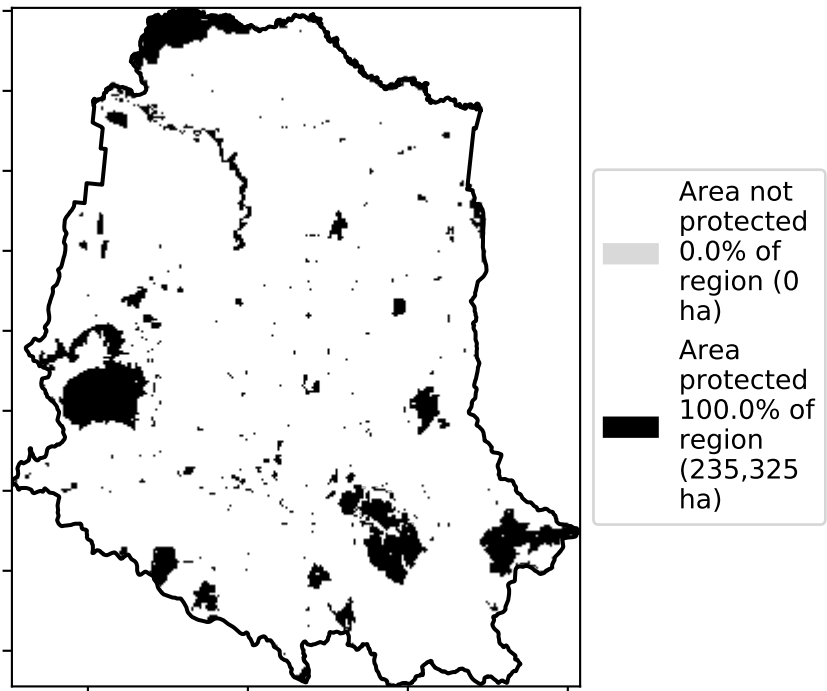 Area not
protected
0.0% of
region (0
ha)
Area
protected
100.0% of
region
(235,325
ha)